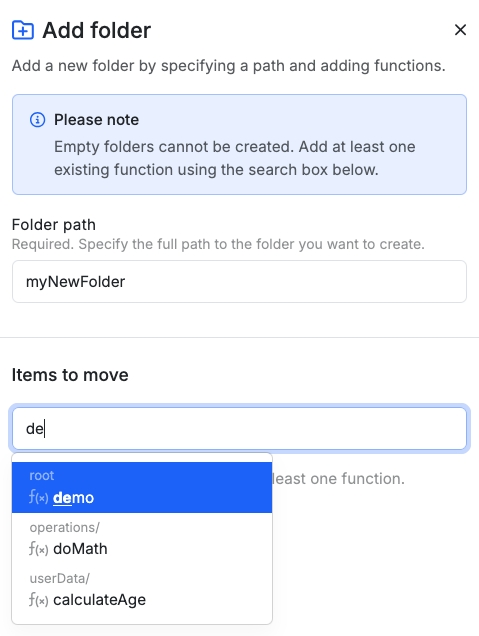 Add folder
Add a new folder by specifying a path and adding functions.
Please note
Empty folders cannot be created. Add at least one
existing function using the search box below.
Folder path
Required. Specify the full path to the folder you want to create.
myNewFolder
Items to move
de
least one function.
root
f(x) demo
operations/
f(x) doMath
userData/
f(x) calculateAge